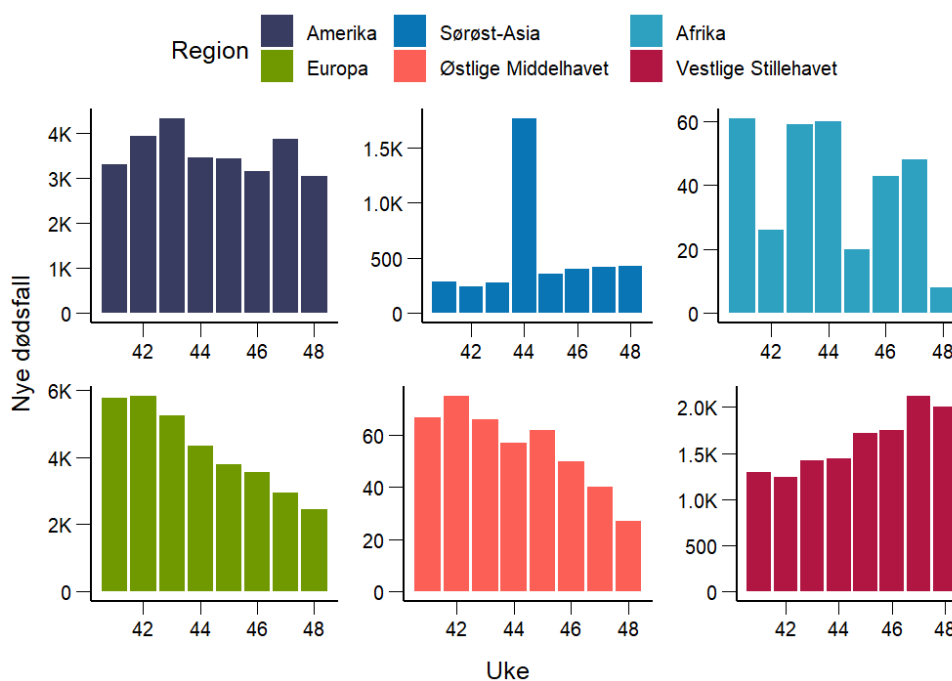 Region
Amerika
Sørøst-Asia
Afrika
Europa
Østlige Middelhavet
Vestlige Stillehavet
Nye dødsfall
4K
3K
2K
1K
0
42 44 46 48
1.5K
1.0K
500
0
42 44 46 48
60
40
20
0
42 44 46 48
6K
4K
2K
0
42 44 46 48
60
40
20
0
42 44 46 48
2.0K
1.5K
1.0K
500
0
42 44 46 48
Uke